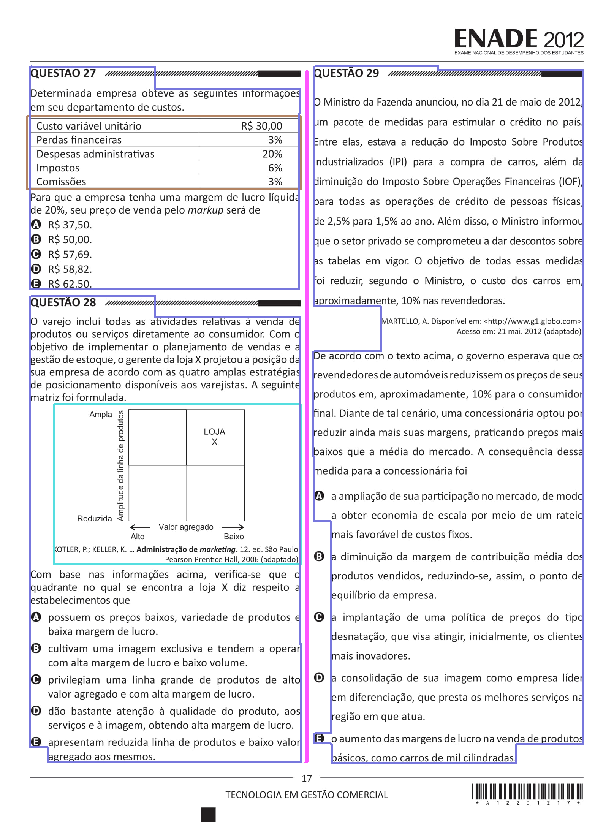 ENADE 2012
EXAME NACIONAL DE DESEMPENHO DOS ESTUDANTES
QUESTÃO 27
Determinada empresa obteve as seguintes informações
em seu departamento de custos.
Custo variável unitário R$ 30,00
Perdas financeiras 3%
Despesas administrativas 20%
Impostos 6%
Comissões 3%
Para que a empresa tenha uma margem de lucro líquida
de 20%, seu preço de venda pelo markup será de
A R$ 37,50.
B R$ 50,00.
C R$ 57,69.
D R$ 58,82.
E R$ 62,50.
QUESTÃO 28
O varejo inclui todas as atividades relativas à venda de
produtos ou serviços diretamente ao consumidor. Com o
objetivo de implementar o planejamento de vendas e a
gestão de estoque, o gerente da loja X projetou a posição da
sua empresa de acordo com as quatro amplas estratégias
de posicionamento disponíveis aos varejistas. A seguinte
matriz foi formulada.
Ampla
Amplitude da linha de produtos
LOJA
X
Reduzida
Valor agregado
Alto Baixo
KOTLER, P.; KELLER, K. L. Administração de marketing. 12. ed. São Paulo:
Pearson Prentice Hall, 2006 (adaptado).
Com base nas informações acima, verifica-se que o
quadrante no qual se encontra a loja X diz respeito a
estabelecimentos que
A possuem os preços baixos, variedade de produtos e
baixa margem de lucro.
B cultivam uma imagem exclusiva e tendem a operar
com alta margem de lucro e baixo volume.
C privilegiam uma linha grande de produtos de alto
valor agregado e com alta margem de lucro.
D dão bastante atenção à qualidade do produto, aos
serviços e à imagem, obtendo alta margem de lucro.
E apresentam reduzida linha de produtos e baixo valor
agregado aos mesmos.
QUESTÃO 29
O Ministro da Fazenda anunciou, no dia 21 de maio de 2012,
um pacote de medidas para estimular o crédito no país.
Entre elas, estava a redução do Imposto Sobre Produtos
Industrializados (IPI) para a compra de carros, além da
diminuição do Imposto Sobre Operações Financeiras (IOF),
para todas as operações de crédito de pessoas físicas,
de 2,5% para 1,5% ao ano. Além disso, o Ministro informou
que o setor privado se comprometeu a dar descontos sobre
as tabelas em vigor. O objetivo de todas essas medidas
foi reduzir, segundo o Ministro, o custo dos carros em,
aproximadamente, 10% nas revendedoras.
MARTELLO, A. Disponível em: <http://www.g1.globo.com>
Acesso em: 21 mai. 2012 (adaptado)
De acordo com o texto acima, o governo esperava que os
revendedores de automóveis reduzissem os preços de seus
produtos em, aproximadamente, 10% para o consumidor
final. Diante de tal cenário, uma concessionária optou por
reduzir ainda mais suas margens, praticando preços mais
baixos que a média do mercado. A consequência dessa
medida para a concessionária foi
A a ampliação de sua participação no mercado, de modo
a obter economia de escala por meio de um rateio
mais favorável de custos fixos.
B a diminuição da margem de contribuição média dos
produtos vendidos, reduzindo-se, assim, o ponto de
equilíbrio da empresa.
C a implantação de uma política de preços do tipo
desnatação, que visa atingir, inicialmente, os clientes
mais inovadores.
D a consolidação de sua imagem como empresa líder
em diferenciação, que presta os melhores serviços na
região em que atua.
E o aumento das margens de lucro na venda de produtos
básicos, como carros de mil cilindradas.
17
TECNOLOGIA EM GESTÃO COMERCIAL